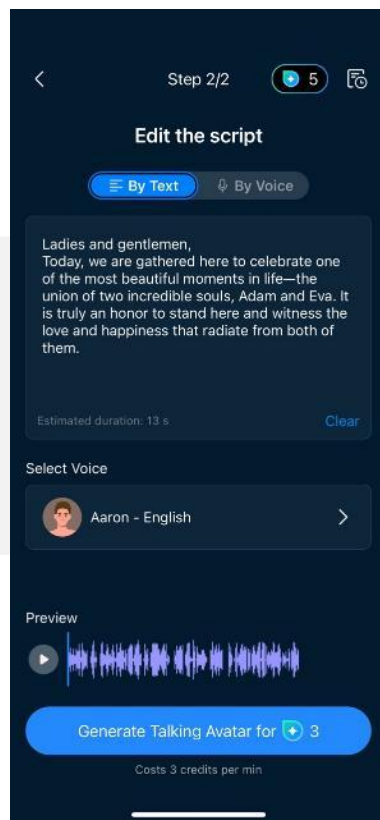 Step 2/2
5
Edit the script
By Text
By Voice
Ladies and gentlemen,
Today, we are gathered here to celebrate one
of the most beautiful moments in life—the
union of two incredible souls, Adam and Eva. It
is truly an honor to stand here and witness the
love and happiness that radiate from both of
them.
Estimated duration: 13 s
Clear
Select Voice
Aaron - English
Preview
Generate Talking Avatar for 3
Costs 3 credits per min